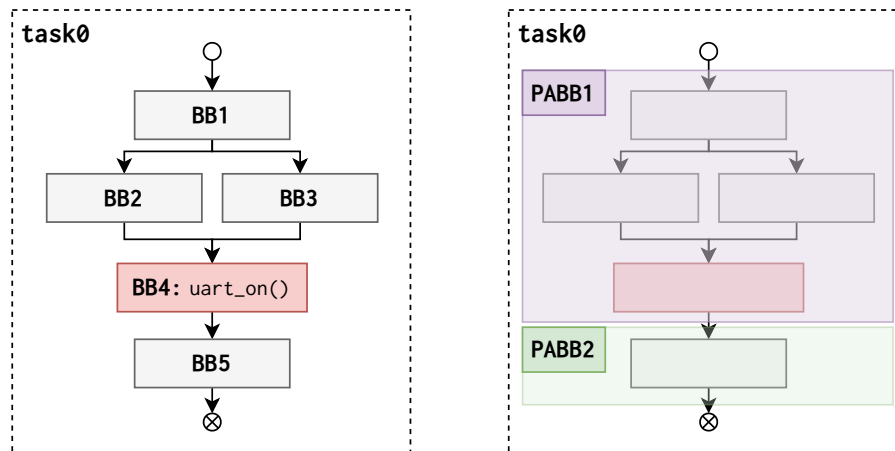 task0
BB1
BB2
BB3
BB4: uart_on()
BB5
task0
PABB1
PABB2